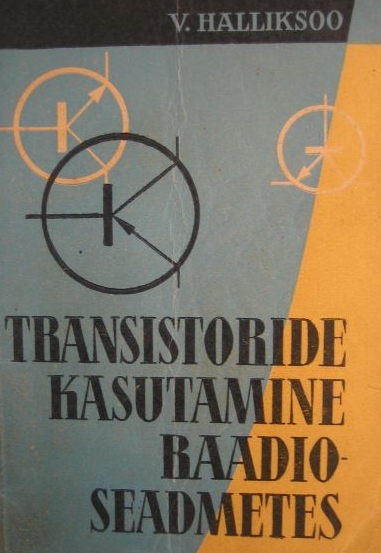 V. HALLIKSOO
TRANSISTORIDE
KASUTAMINE
RAADIO-
SEADMETES